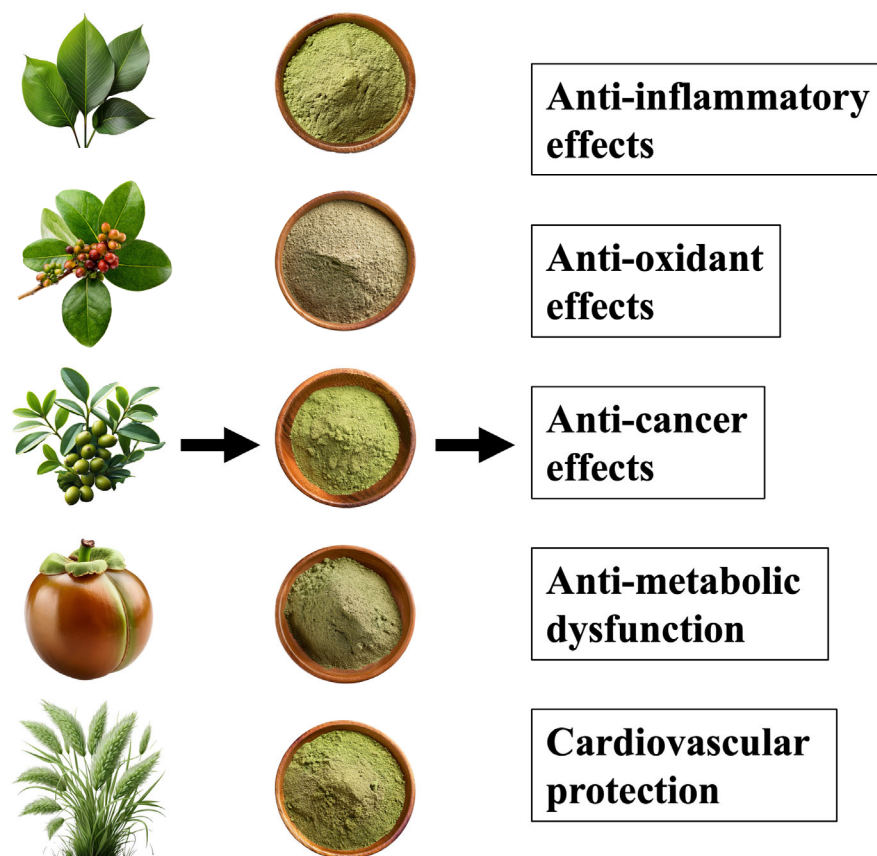 Anti-inflammatory
effects
Anti-oxidant
effects
Anti-cancer
effects
Anti-metabolic
dysfunction
Cardiovascular
protection